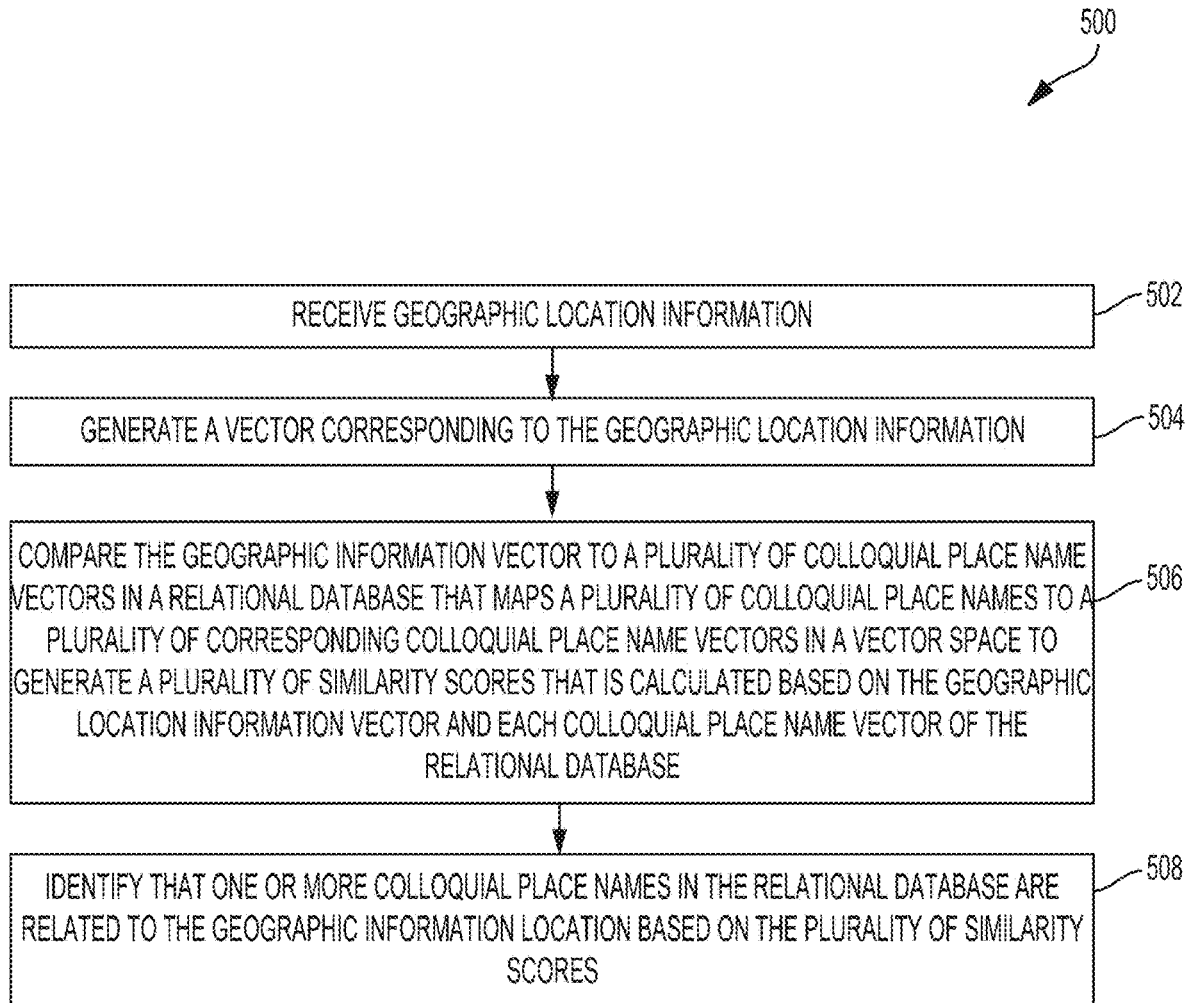 500
RECEIVE GEOGRAPHIC LOCATION INFORMATION
502
GENERATE A VECTOR CORRESPONDING TO THE GEOGRAPHIC LOCATION INFORMATION
504
COMPARE THE GEOGRAPHIC INFORMATION VECTOR TO A PLURALITY OF COLLOQUIAL PLACE NAME
VECTORS IN A RELATIONAL DATABASE THAT MAPS A PLURALITY OF COLLOQUIAL PLACE NAMES TO A
PLURALITY OF CORRESPONDING COLLOQUIAL PLACE NAME VECTORS IN A VECTOR SPACE TO
GENERATE A PLURALITY OF SIMILARITY SCORES THAT IS CALCULATED BASED ON THE GEOGRAPHIC
LOCATION INFORMATION VECTOR AND EACH COLLOQUIAL PLACE NAME VECTOR OF THE
RELATIONAL DATABASE
506
IDENTIFY THAT ONE OR MORE COLLOQUIAL PLACE NAMES IN THE RELATIONAL DATABASE ARE
RELATED TO THE GEOGRAPHIC INFORMATION LOCATION BASED ON THE PLURALITY OF SIMILARITY
SCORES
508